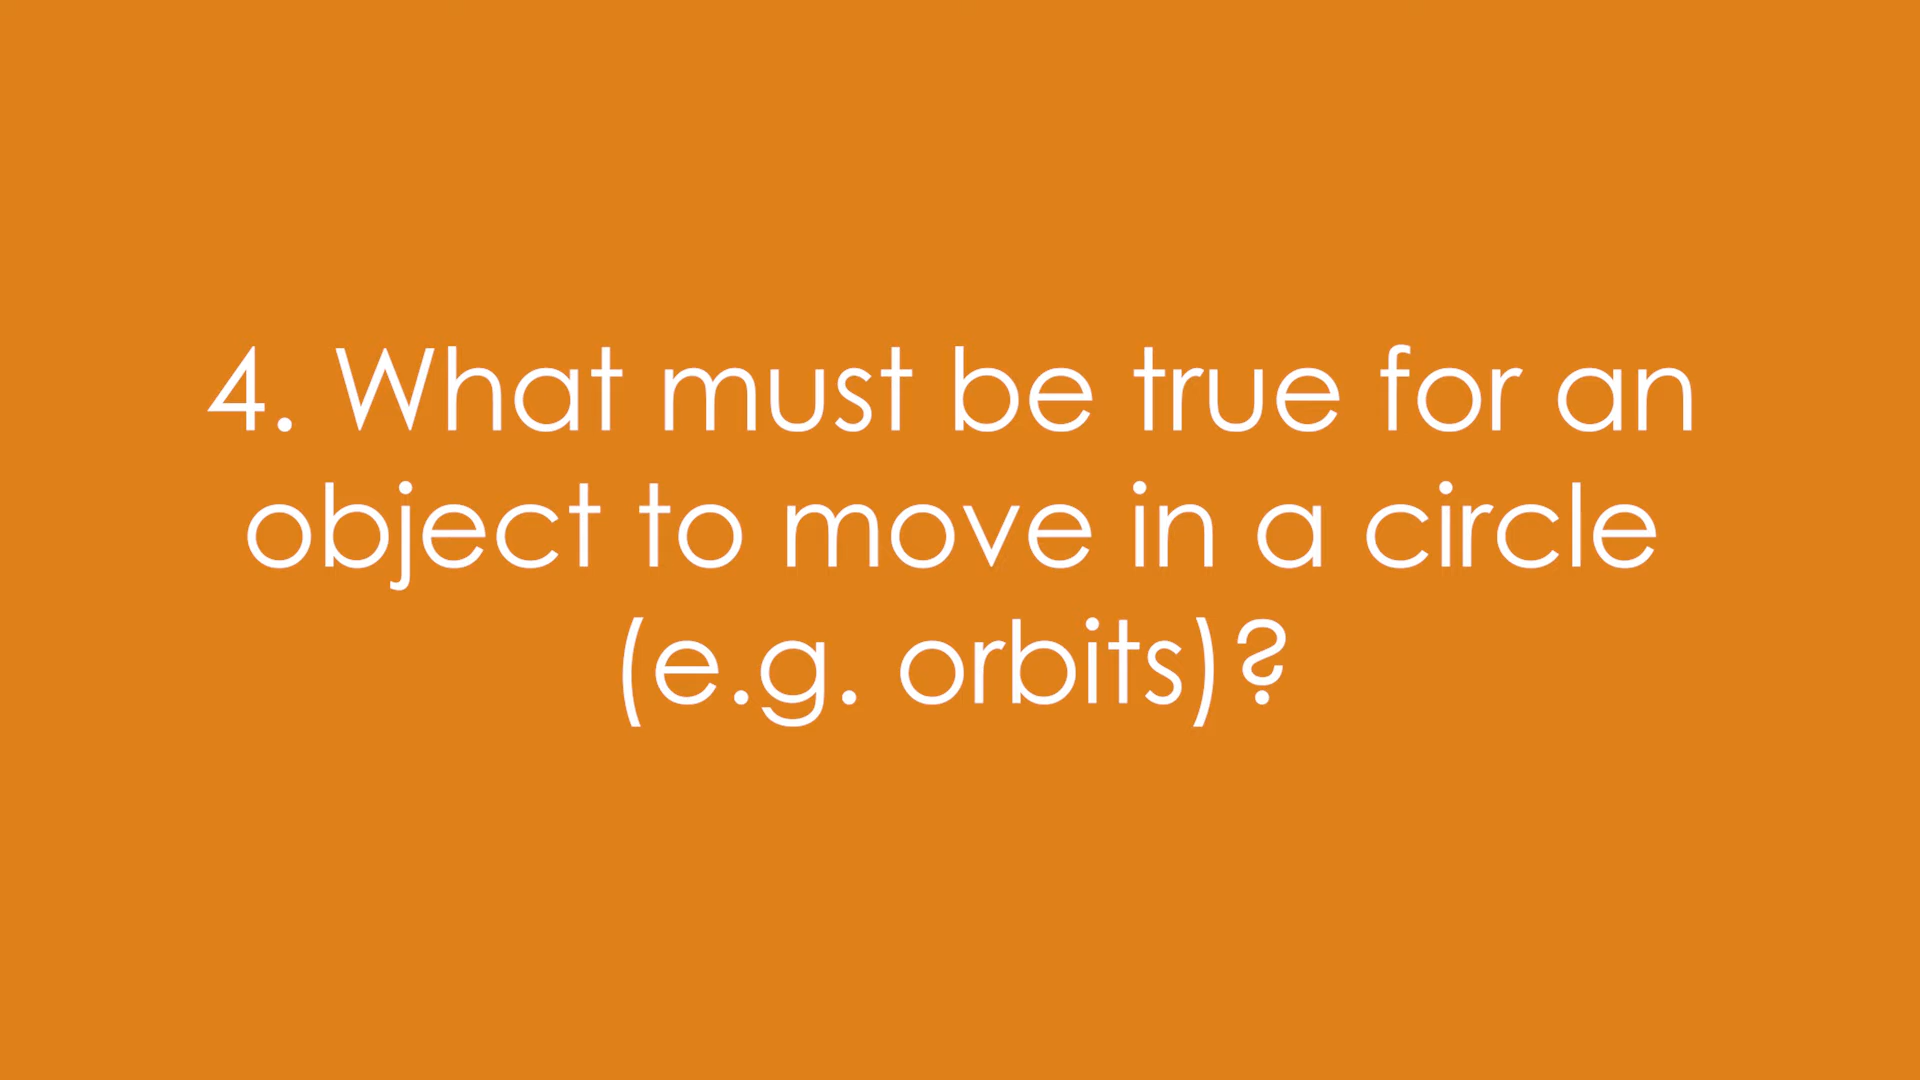 4. What must be true for an
object to move in a circle
(e.g. orbits)?